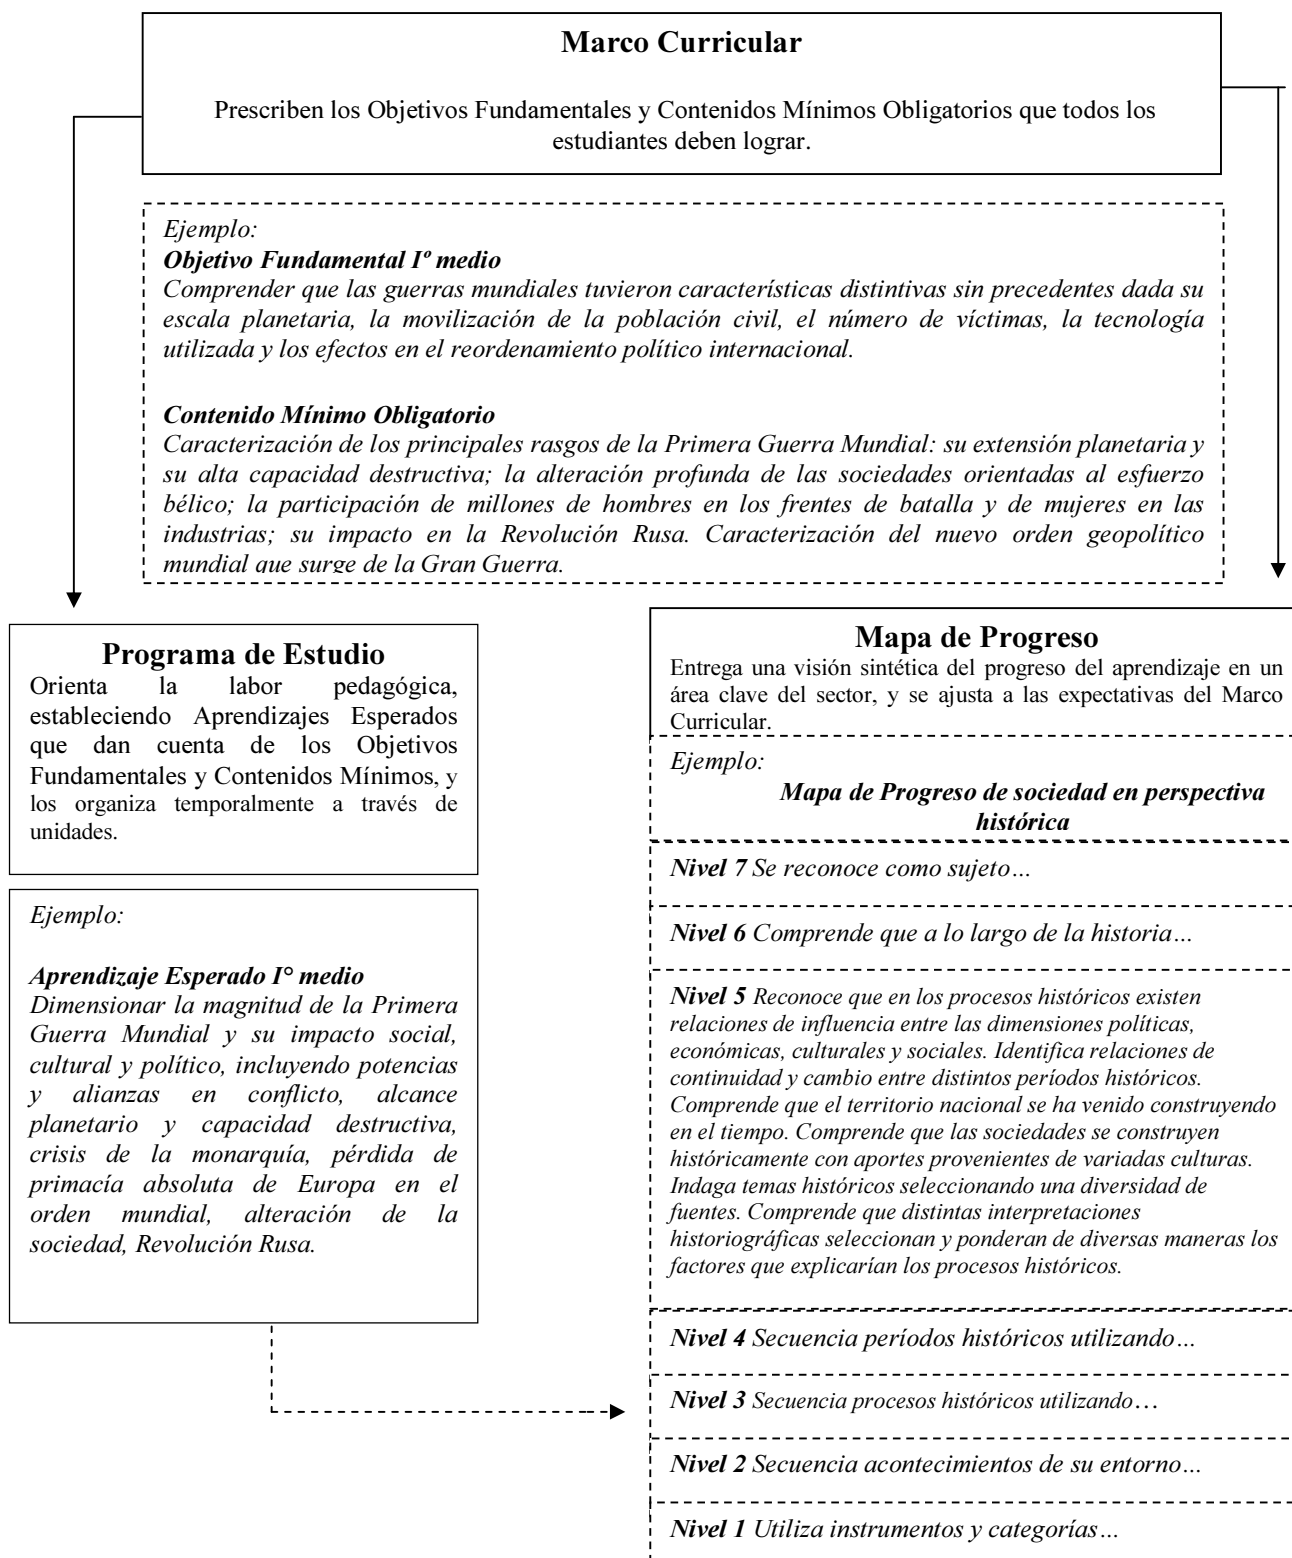 Marco Curricular
Prescriben los Objetivos Fundamentales y Contenidos Mínimos Obligatorios que todos los
estudiantes deben lograr.
Ejemplo:
Objetivo Fundamental Iº medio
Comprender que las guerras mundiales tuvieron características distintivas sin precedentes dada su
escala planetaria, la movilización de la población civil, el número de víctimas, la tecnología
utilizada y los efectos en el reordenamiento político internacional.
Contenido Mínimo Obligatorio
Caracterización de los principales rasgos de la Primera Guerra Mundial: su extensión planetaria y
su alta capacidad destructiva; la alteración profunda de las sociedades orientadas al esfuerzo
bélico; la participación de millones de hombres en los frentes de batalla y de mujeres en las
industrias; su impacto en la Revolución Rusa. Caracterización del nuevo orden geopolítico
mundial que surge de la Gran Guerra.
Programa de Estudio
Orienta la labor pedagógica,
estableciendo Aprendizajes Esperados
que dan cuenta de los Objetivos
Fundamentales y Contenidos Mínimos, y
los organiza temporalmente a través de
unidades.
Ejemplo:
Aprendizaje Esperado I° medio
Dimensionar la magnitud de la Primera
Guerra Mundial y su impacto social,
cultural y político, incluyendo potencias
y alianzas en conflicto, alcance
planetario y capacidad destructiva,
crisis de la monarquía, pérdida de
primacía absoluta de Europa en el
orden mundial, alteración de la
sociedad, Revolución Rusa.
Mapa de Progreso
Entrega una visión sintética del progreso del aprendizaje en un
área clave del sector, y se ajusta a las expectativas del Marco
Curricular.
Ejemplo:
Mapa de Progreso de sociedad en perspectiva
histórica
Nivel 7 Se reconoce como sujeto…
Nivel 6 Comprende que a lo largo de la historia…
Nivel 5 Reconoce que en los procesos históricos existen
relaciones de influencia entre las dimensiones políticas,
económicas, culturales y sociales. Identifica relaciones de
continuidad y cambio entre distintos períodos históricos.
Comprende que el territorio nacional se ha venido construyendo
en el tiempo. Comprende que las sociedades se construyen
históricamente con aportes provenientes de variadas culturas.
Indaga temas históricos seleccionando una diversidad de
fuentes. Comprende que distintas interpretaciones
historiográficas seleccionan y ponderan de diversas maneras los
factores que explicarían los procesos históricos.
Nivel 4 Secuencia períodos históricos utilizando…
Nivel 3 Secuencia procesos históricos utilizando…
Nivel 2 Secuencia acontecimientos de su entorno…
Nivel 1 Utiliza instrumentos y categorías…